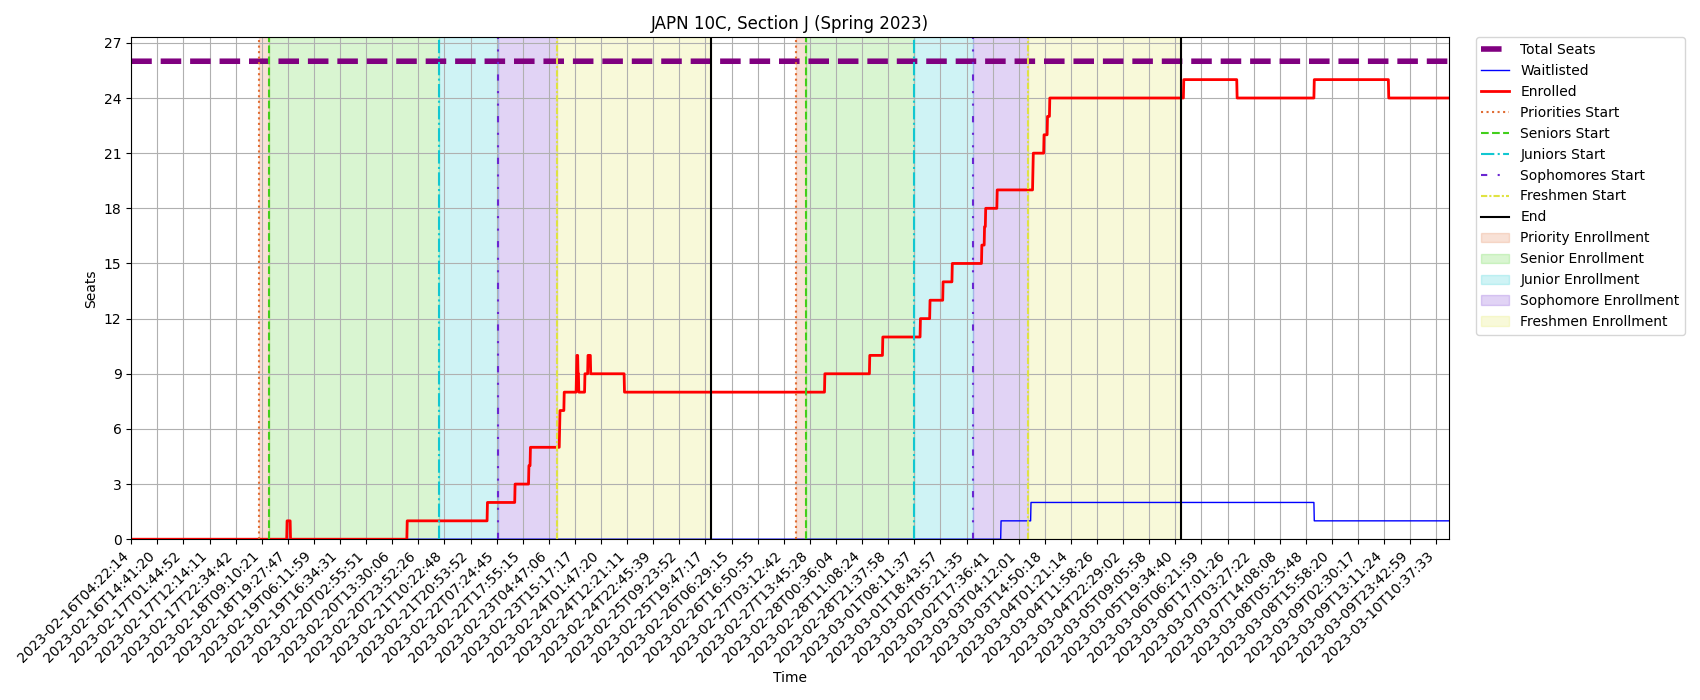 JAPN 10C, Section J (Spring 2023)
27
24
21
18
15
12
9
6
3
0
Seats
2023-02-16T04:22:14
2023-02-16T14:41:20
2023-02-17T01:44:52
2023-02-17T12:14:11
2023-02-17T22:34:42
2023-02-18T09:10:21
2023-02-18T19:27:47
2023-02-19T06:11:59
2023-02-19T16:34:31
2023-02-20T02:55:51
2023-02-20T13:30:06
2023-02-20T23:52:26
2023-02-21T10:22:48
2023-02-21T20:53:52
2023-02-22T07:24:45
2023-02-22T17:55:15
2023-02-23T04:47:06
2023-02-23T15:17:17
2023-02-24T01:47:20
2023-02-24T12:21:11
2023-02-24T22:45:39
2023-02-25T09:23:52
2023-02-25T19:47:17
2023-02-26T06:29:15
2023-02-26T16:50:55
2023-02-27T03:12:42
2023-02-27T13:45:28
2023-02-28T00:36:04
2023-02-28T11:08:24
2023-02-28T21:37:58
2023-03-01T08:11:37
2023-03-01T18:43:57
2023-03-02T05:21:35
2023-03-02T17:36:41
2023-03-03T04:12:01
2023-03-03T14:50:18
2023-03-04T01:21:14
2023-03-04T11:58:26
2023-03-04T22:29:02
2023-03-05T09:05:58
2023-03-05T19:34:40
2023-03-06T06:21:59
2023-03-06T17:01:26
2023-03-07T03:27:22
2023-03-07T14:08:08
2023-03-08T05:25:48
2023-03-08T15:58:20
2023-03-09T02:30:17
2023-03-09T13:11:24
2023-03-09T23:42:59
2023-03-10T10:37:33
Time
Total Seats
Waitlisted
Enrolled
Priorities Start
Seniors Start
Juniors Start
Sophomores Start
Freshmen Start
End
Priority Enrollment
Senior Enrollment
Junior Enrollment
Sophomore Enrollment
Freshmen Enrollment